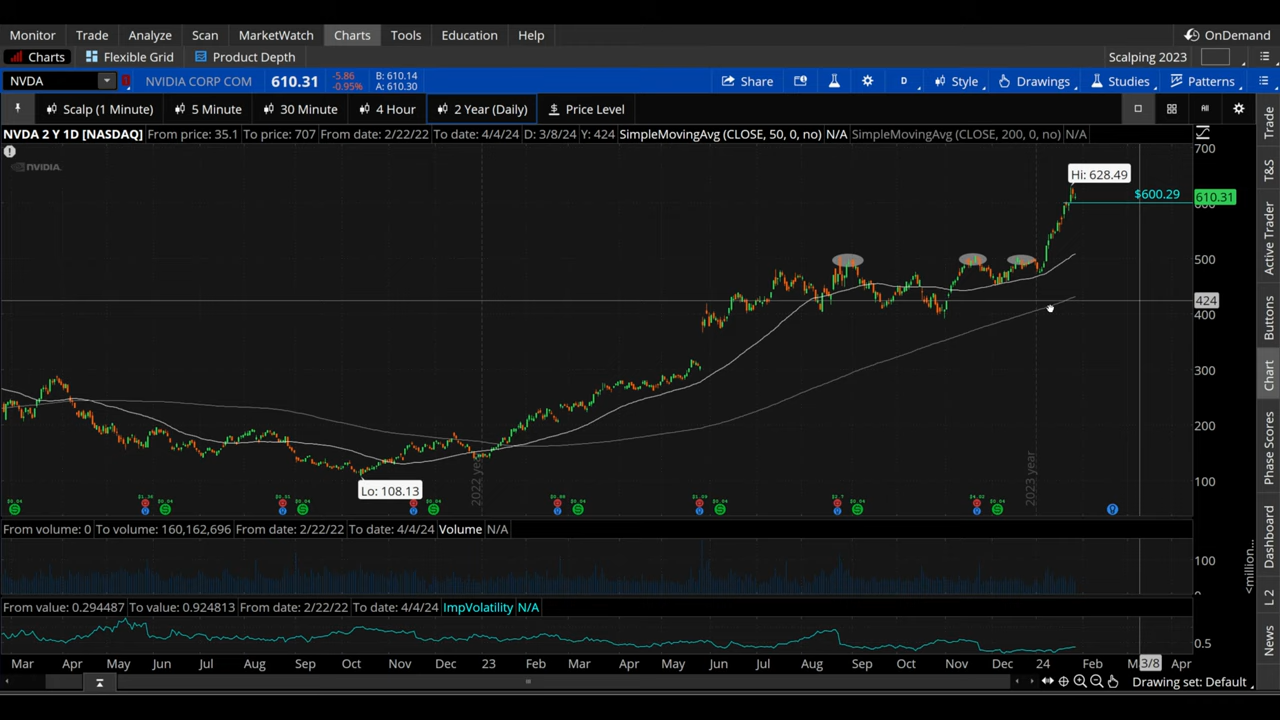 Monitor Trade Analyze Scan MarketWatch Charts Tools Education Help OnDemand
Charts Flexible Grid Product Depth Scalping 2023
NVDA NVIDIA CORP COM 610.31 -5.86 -0.95% B: 610.14 A: 610.30 Share D Style Drawings Studies Patterns
Scalp (1 Minute) 5 Minute 30 Minute 4 Hour 2 Year (Daily) Price Level All
NVDA 2 Y 1D [NASDAQ] From price: 35.1 To price: 707 From date: 2/22/22 To date: 4/4/24 D: 3/8/24 Y: 424 SimpleMovingAvg (CLOSE, 50, 0, no) N/A SimpleMovingAvg (CLOSE, 200, 0, no) N/A
700
NVIDIA.
Hi: 628.49
$600.29
610.31
600
500
424
400
300
200
100
Lo: 108.13
2022 year
2023 year
From volume: 0 To volume: 160,162,696 From date: 2/22/22 To date: 4/4/24 Volume N/A
100
<million...
From value: 0.294487 To value: 0.924813 From date: 2/22/22 To date: 4/4/24 ImpVolatility N/A
0.5
Mar Apr May Jun Jul Aug Sep Oct Nov Dec 23 Feb Mar Apr May Jun Jul Aug Sep Oct Nov Dec 24 Feb M 3/8 Apr
Drawing set: Default
Trade
T&S
Active Trader
Buttons
Chart
Phase Scores
Dashboard
L 2
News